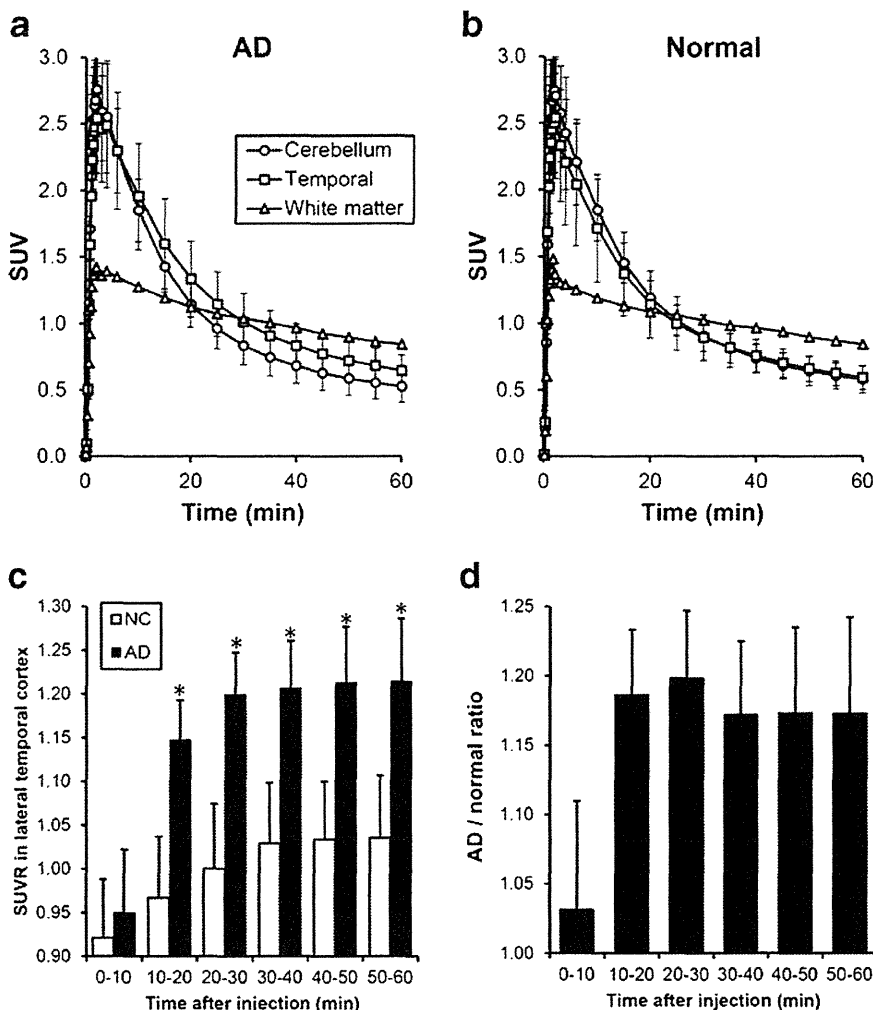 a
AD
3.0
2.5
2.0
1.5
1.0
0.5
0.0
SUV
0 20 40 60
Time (min)
Cerebellum
Temporal
White matter
b
Normal
3.0
2.5
2.0
1.5
1.0
0.5
0.0
SUV
0 20 40 60
Time (min)
c
NC
AD
1.30
1.25
1.20
1.15
1.10
1.05
1.00
0.95
0.90
SUVR in lateral temporal cortex
* * * * *
0-10 10-20 20-30 30-40 40-50 50-60
Time after injection (min)
d
1.25
1.20
1.15
1.10
1.05
1.00
AD / normal ratio
0-10 10-20 20-30 30-40 40-50 50-60
Time after injection (min)